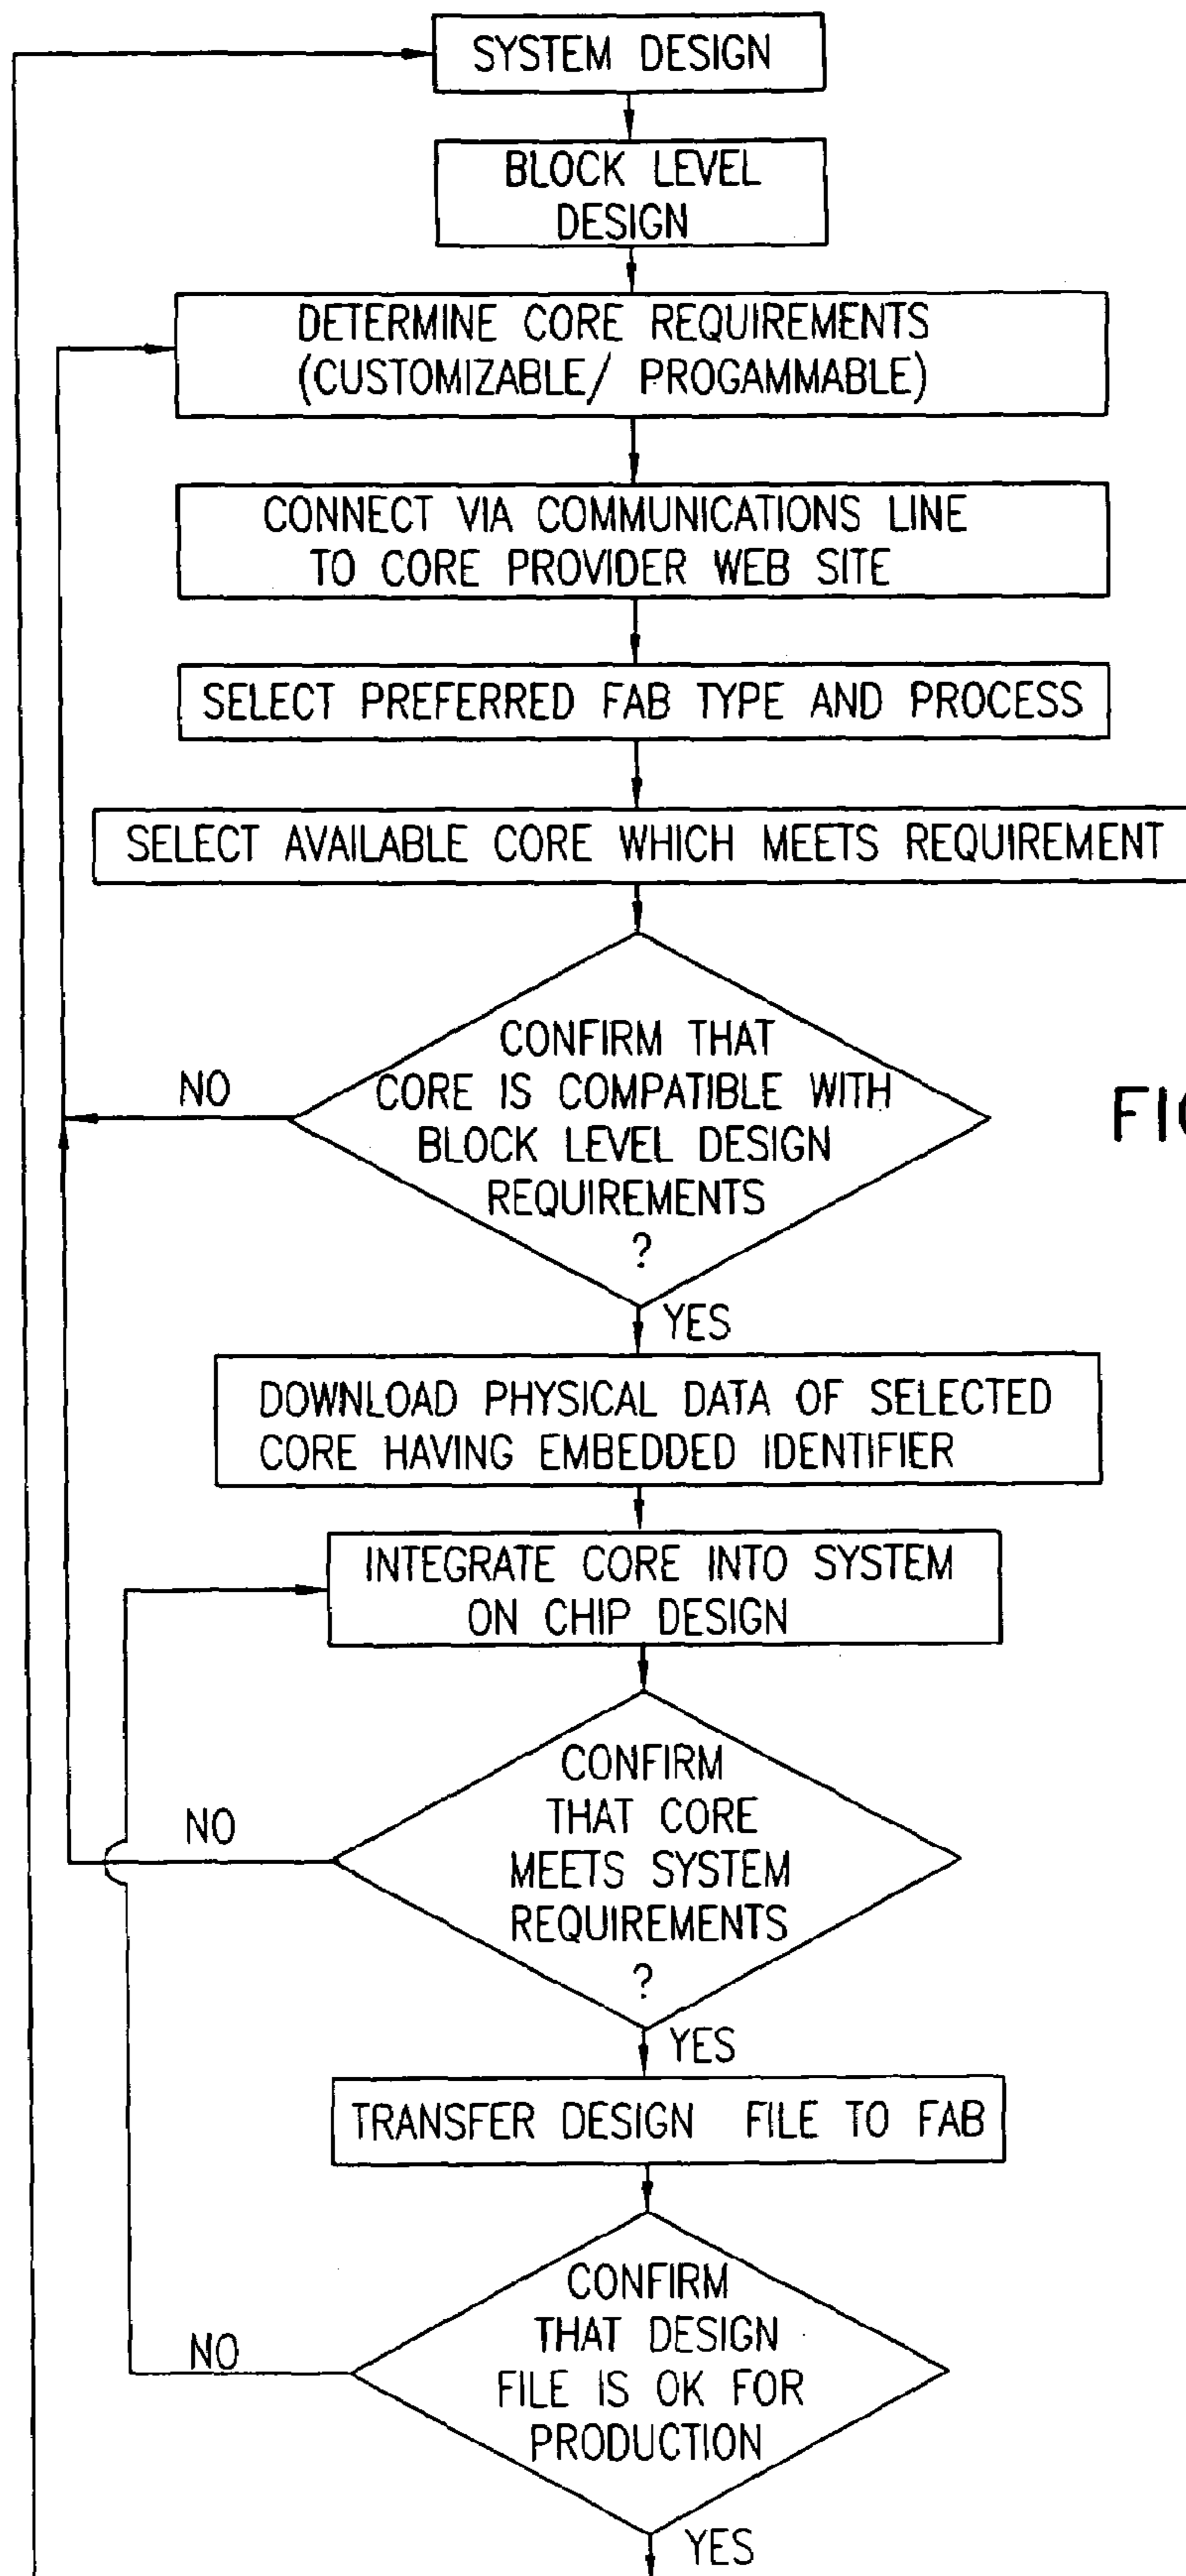 SYSTEM DESIGN
BLOCK LEVEL
DESIGN
DETERMINE CORE REQUIREMENTS
(CUSTOMIZABLE/ PROGAMMABLE)
CONNECT VIA COMMUNICATIONS LINE
TO CORE PROVIDER WEB SITE
SELECT PREFERRED FAB TYPE AND PROCESS
SELECT AVAILABLE CORE WHICH MEETS REQUIREMENT
CONFIRM THAT
CORE IS COMPATIBLE WITH
BLOCK LEVEL DESIGN
REQUIREMENTS
?
NO
YES
DOWNLOAD PHYSICAL DATA OF SELECTED
CORE HAVING EMBEDDED IDENTIFIER
INTEGRATE CORE INTO SYSTEM
ON CHIP DESIGN
CONFIRM
THAT CORE
MEETS SYSTEM
REQUIREMENTS
?
NO
YES
TRANSFER DESIGN FILE TO FAB
CONFIRM
THAT DESIGN
FILE IS OK FOR
PRODUCTION
NO
YES